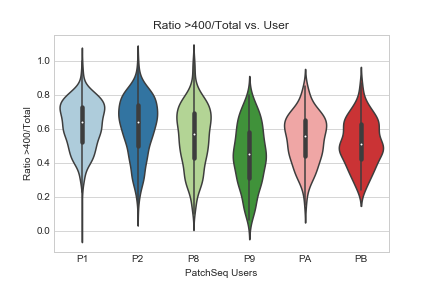 Ratio >400/Total vs. User
Ratio >400/Total
1.0
0.8
0.6
0.4
0.2
0.0
P1 P2 P8 P9 PA PB
PatchSeq Users